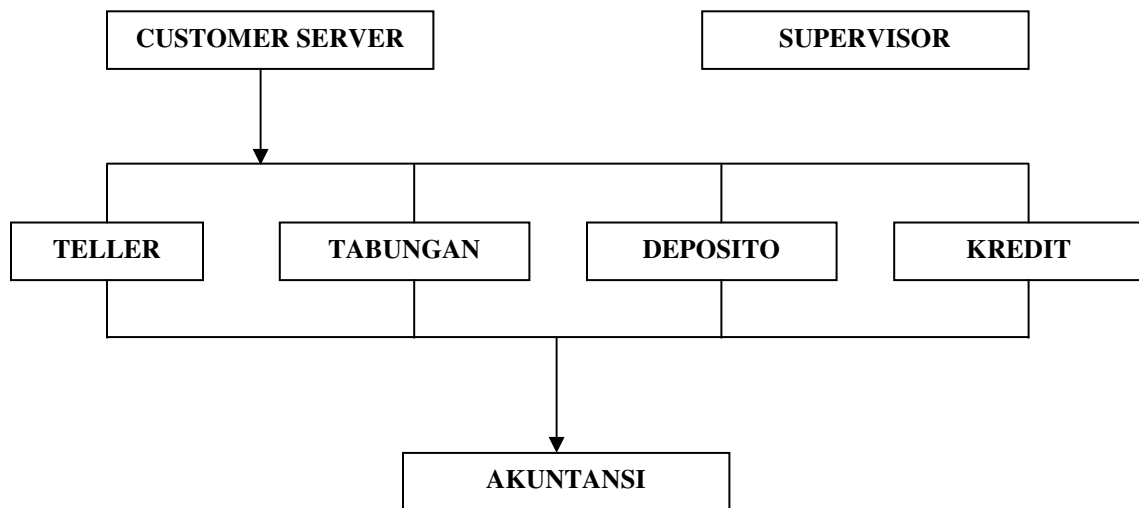 CUSTOMER SERVER
SUPERVISOR
TELLER
TABUNGAN
DEPOSITO
KREDIT
AKUNTANSI